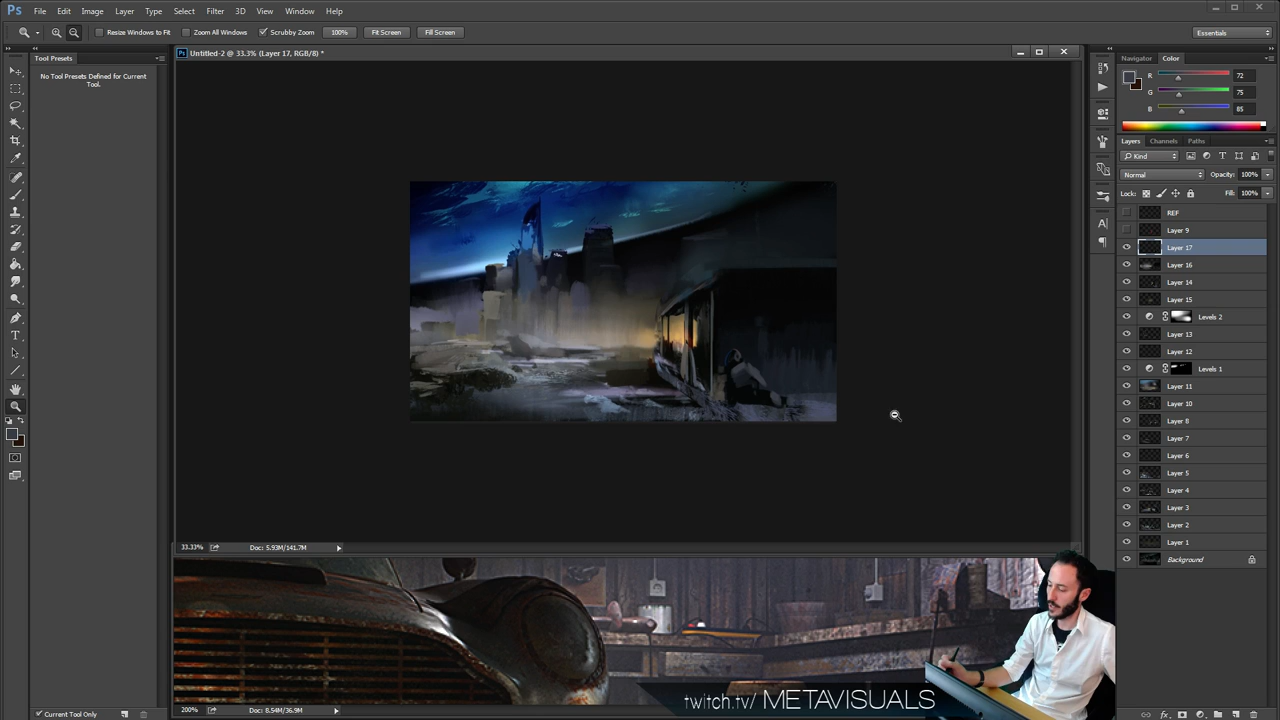 Ps File Edit Image Layer Type Select Filter 3D View Window Help
Resize Windows to Fit Zoom All Windows Scrubby Zoom 100% Fit Screen Fill Screen Essentials
Tool Presets
No Tool Presets Defined for Current
Tool.
Untitled-2 @ 33.3% (Layer 17, RGB/8) *
Navigator Color
R 72
G 75
B 85
Layers Channels Paths
Kind
Normal Opacity: 100%
Lock: Fill: 100%
REF
Layer 9
Layer 17
Layer 16
Layer 14
Layer 15
Levels 2
Layer 13
Layer 12
Levels 1
Layer 11
Layer 10
Layer 8
Layer 7
Layer 6
Layer 5
Layer 4
Layer 3
Layer 2
Layer 1
Background
33.33% Doc: 5.93M/141.7M
twitch.tv/ METAVISUALS
200% Doc: 8.54M/36.9M
Current Tool Only